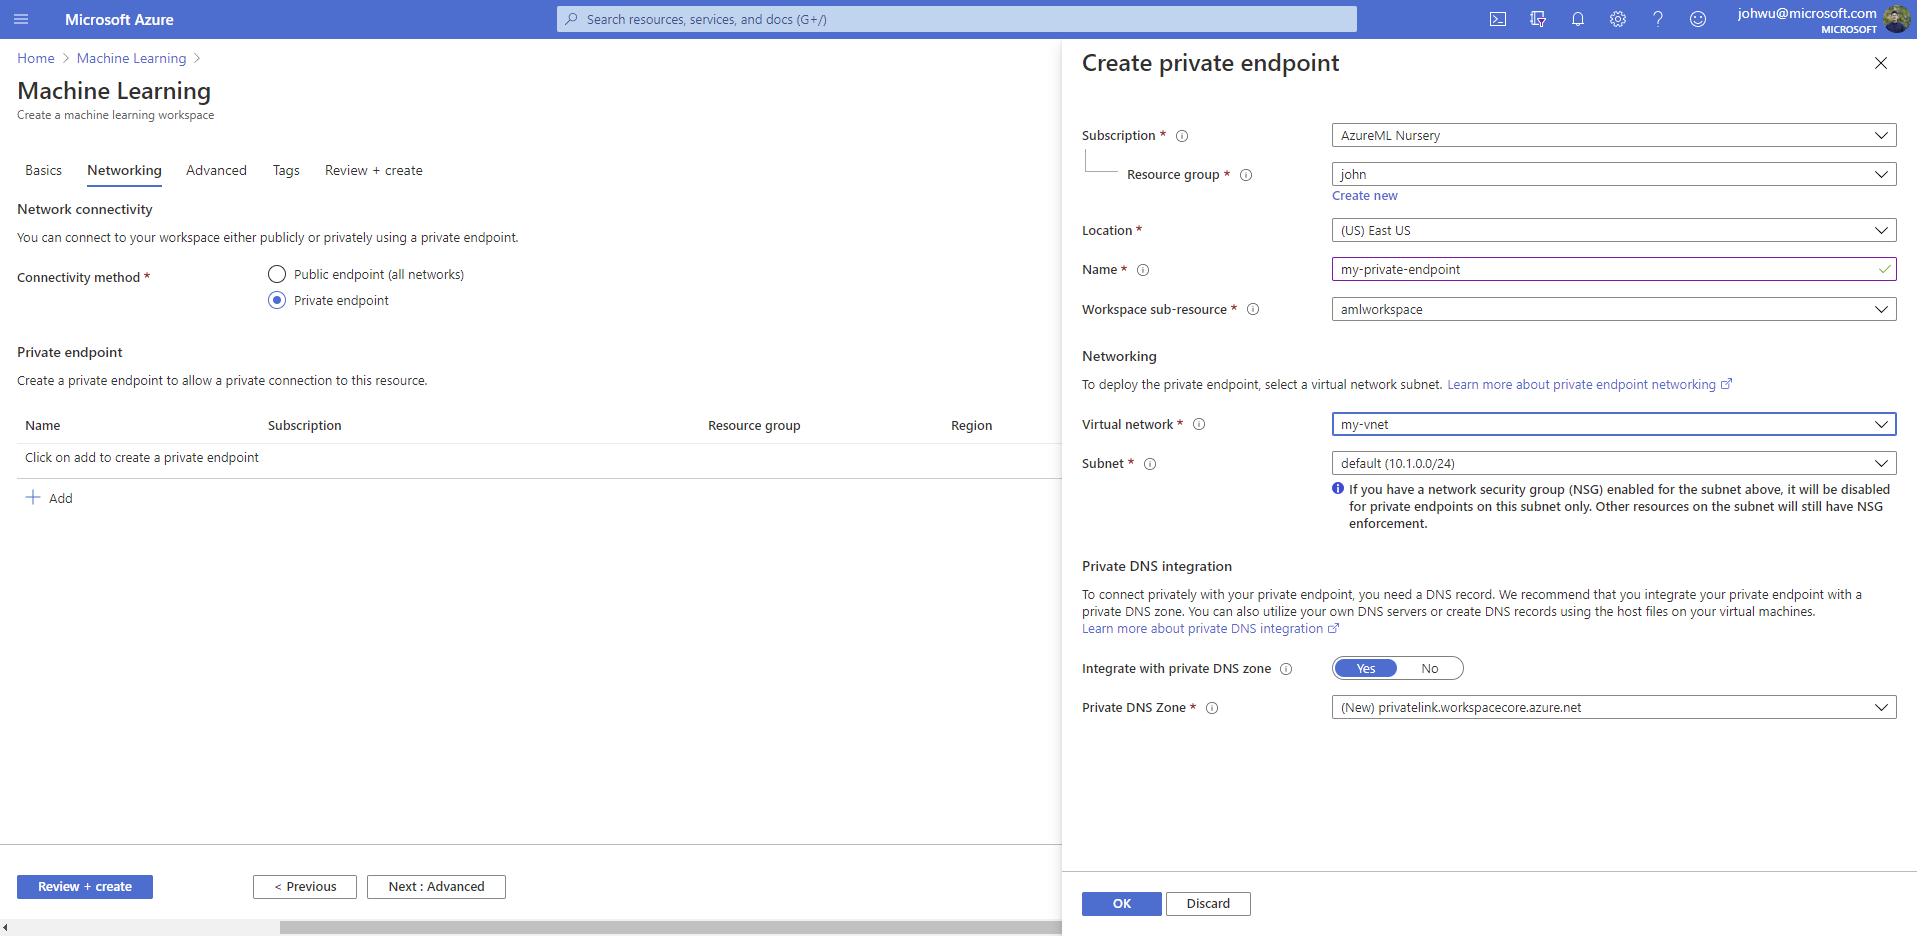 Microsoft Azure
Search resources, services, and docs (G+/)
johwu@microsoft.com
MICROSOFT
Home > Machine Learning >
Machine Learning
Create a machine learning workspace
Basics
Networking
Advanced
Tags
Review + create
Network connectivity
You can connect to your workspace either publicly or privately using a private endpoint.
Connectivity method *
Public endpoint (all networks)
Private endpoint
Private endpoint
Create a private endpoint to allow a private connection to this resource.
Name Subscription Resource group Region
Click on add to create a private endpoint
+ Add
Review + create
< Previous
Next : Advanced
Create private endpoint
Subscription *
AzureML Nursery
Resource group *
john
Create new
Location *
(US) East US
Name *
my-private-endpoint
Workspace sub-resource *
amlworkspace
Networking
To deploy the private endpoint, select a virtual network subnet. Learn more about private endpoint networking
Virtual network *
my-vnet
Subnet *
default (10.1.0.0/24)
If you have a network security group (NSG) enabled for the subnet above, it will be disabled
for private endpoints on this subnet only. Other resources on the subnet will still have NSG
enforcement.
Private DNS integration
To connect privately with your private endpoint, you need a DNS record. We recommend that you integrate your private endpoint with a
private DNS zone. You can also utilize your own DNS servers or create DNS records using the host files on your virtual machines.
Learn more about private DNS integration
Integrate with private DNS zone
Yes No
Private DNS Zone *
(New) privatelink.workspacecore.azure.net
OK
Discard